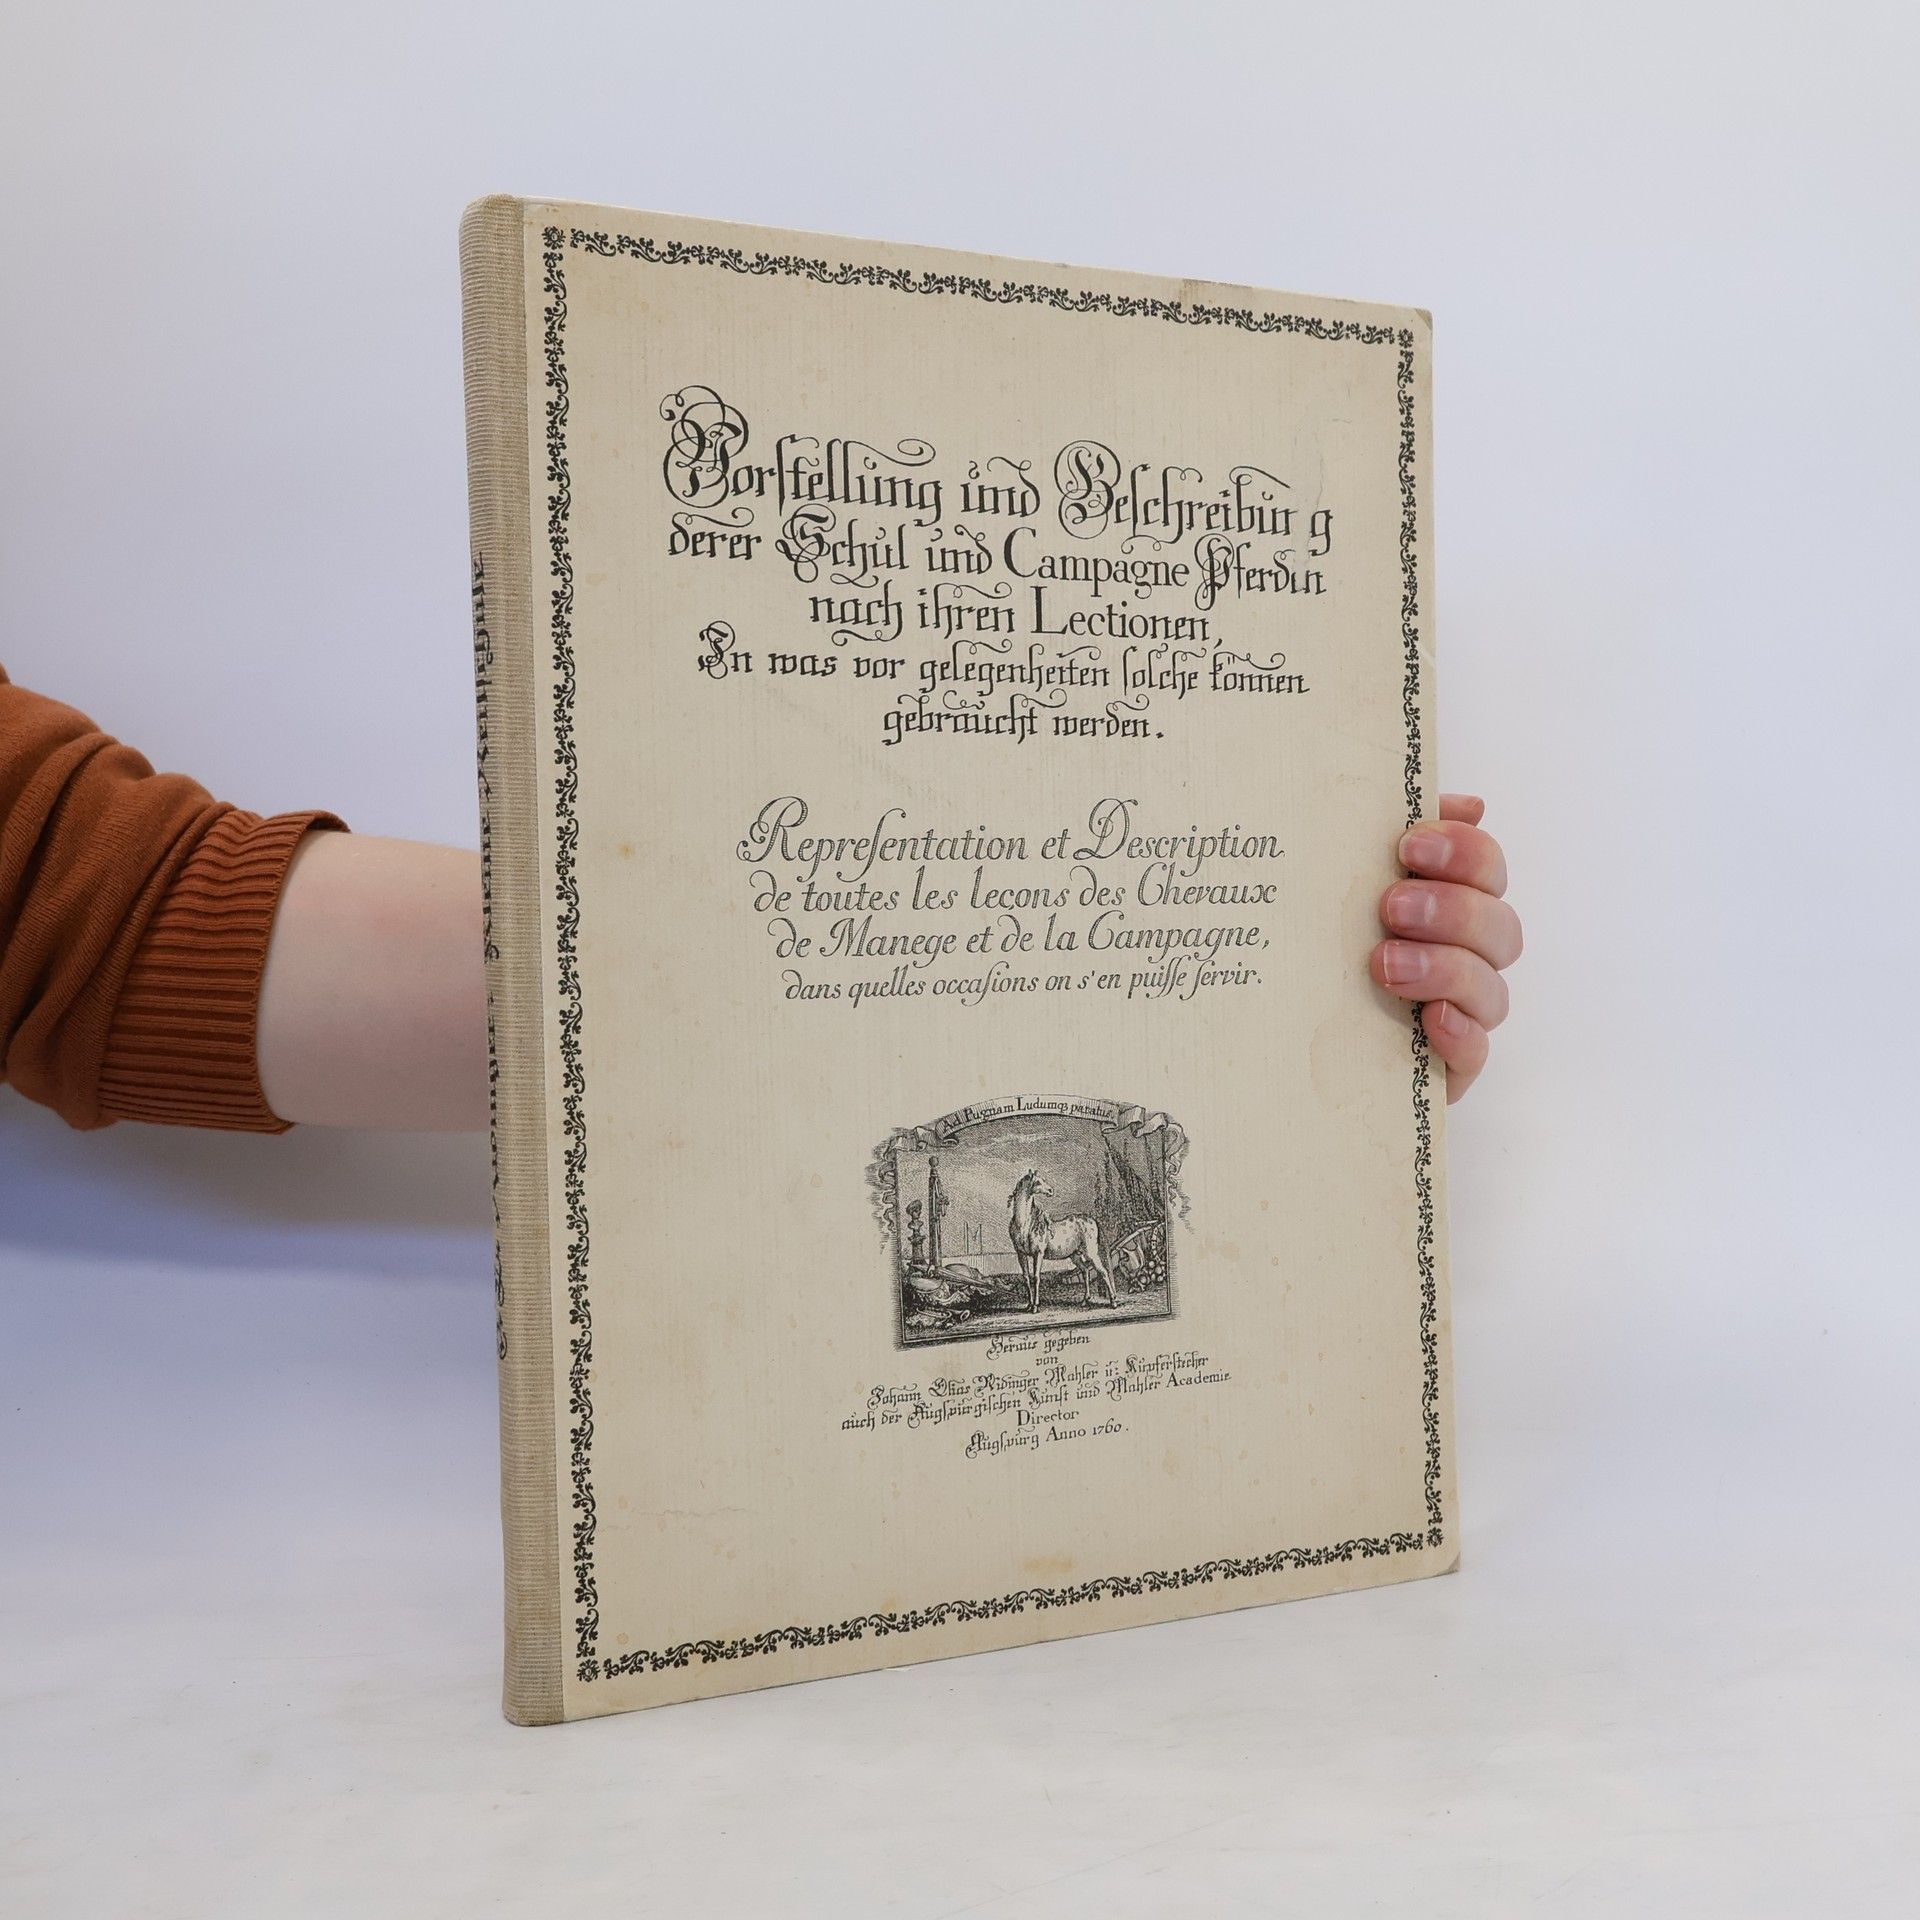 Vorſtellung und Beſchreibung
derer Schul und Campagne Pferden
nach ihren Lectionen,
In was vor gelegenheiten ſolche können
gebraucht werden.
Repreſentation et Description
de toutes les leçons des Chevaux
de Manege et de la Campagne,
dans quelles occaſions on s'en puiſſe ſervir.
Ad Pugnam Ludumqȝ paratus.
Heraus gegeben
von
Johann Elias Ridinger Mahler u: Kupferſtecher
auch der Augſpurgiſchen Kunſt und Mahler Academie
Director
Augſpurg Anno 1760.